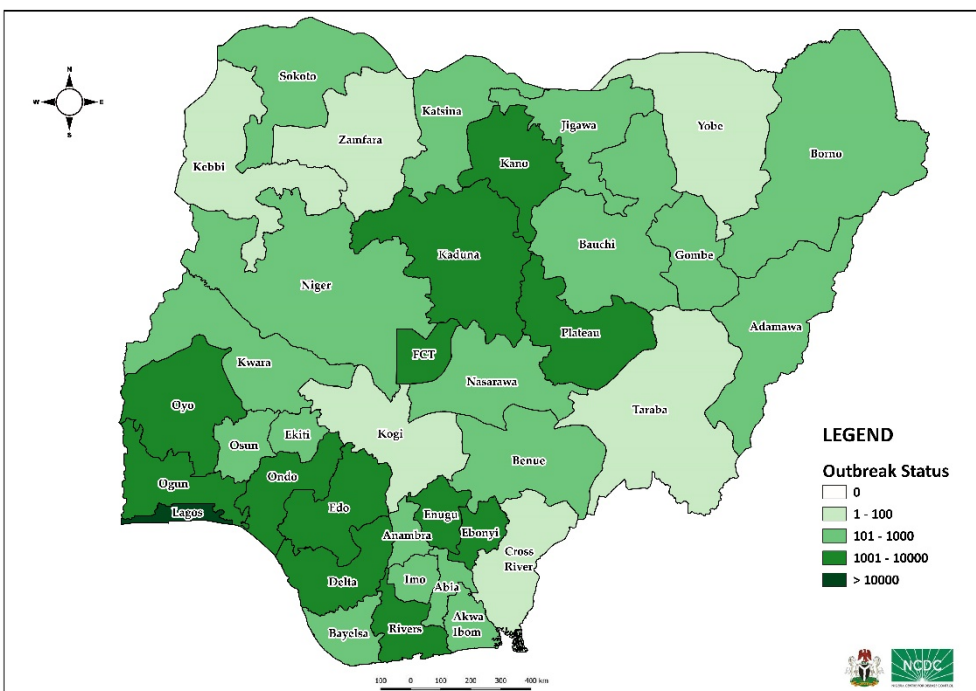 N
W E
S
Sokoto
Katsina
Jigawa
Yobe
Borno
Zamfara
Kano
Kebbi
Bauchi
Gombe
Kaduna
Niger
Adamawa
Plateau
FCT
Kwara
Nasarawa
Taraba
Oyo
Kogi
Ekiti
Osun
Benue
Ondo
Ogun
Edo
Lagos
Enugu
Ebonyi
Anambra
Cross
River
Delta
Imo
Abia
Akwa
Ibom
Bayelsa
Rivers
LEGEND
Outbreak Status
0
1 - 100
101 - 1000
1001 - 10000
> 10000
100 0 100 200 300 400 km
NCDC